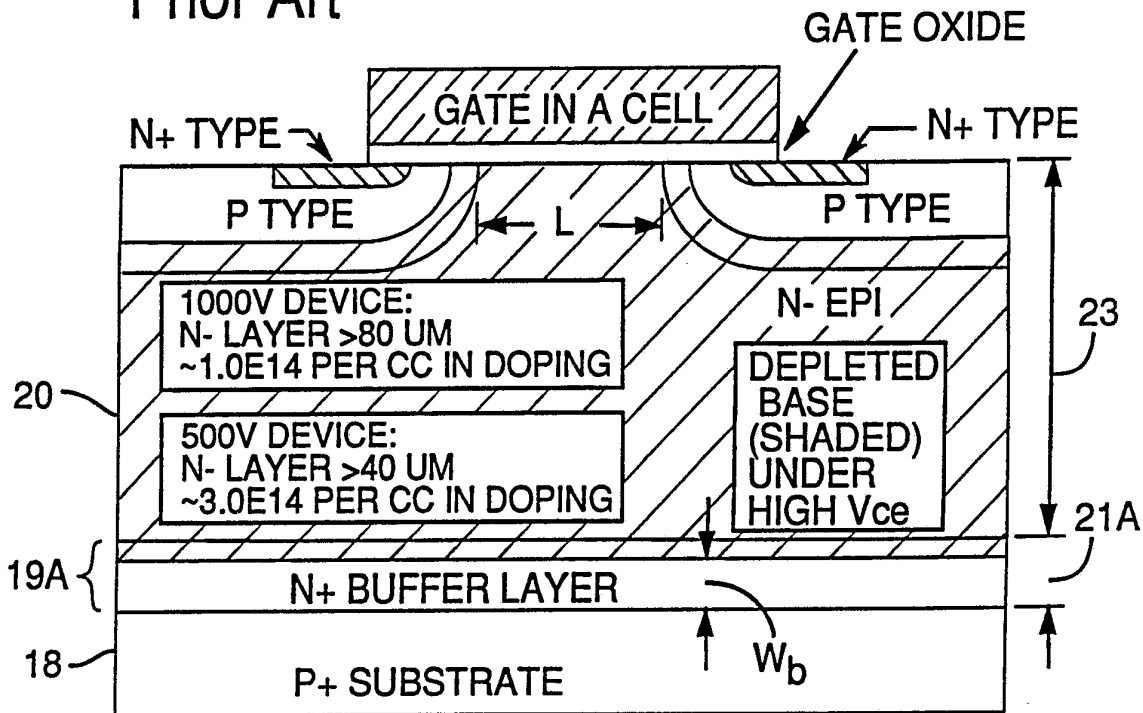 Prior Art
GATE OXIDE
GATE IN A CELL
N+ TYPE
N+ TYPE
P TYPE
L
P TYPE
1000V DEVICE:
N- LAYER >80 UM
~1.0E14 PER CC IN DOPING
N- EPI
23
20
500V DEVICE:
N- LAYER >40 UM
~3.0E14 PER CC IN DOPING
DEPLETED
BASE
(SHADED)
UNDER
HIGH Vce
21A
19A
N+ BUFFER LAYER
18
Wb
P+ SUBSTRATE